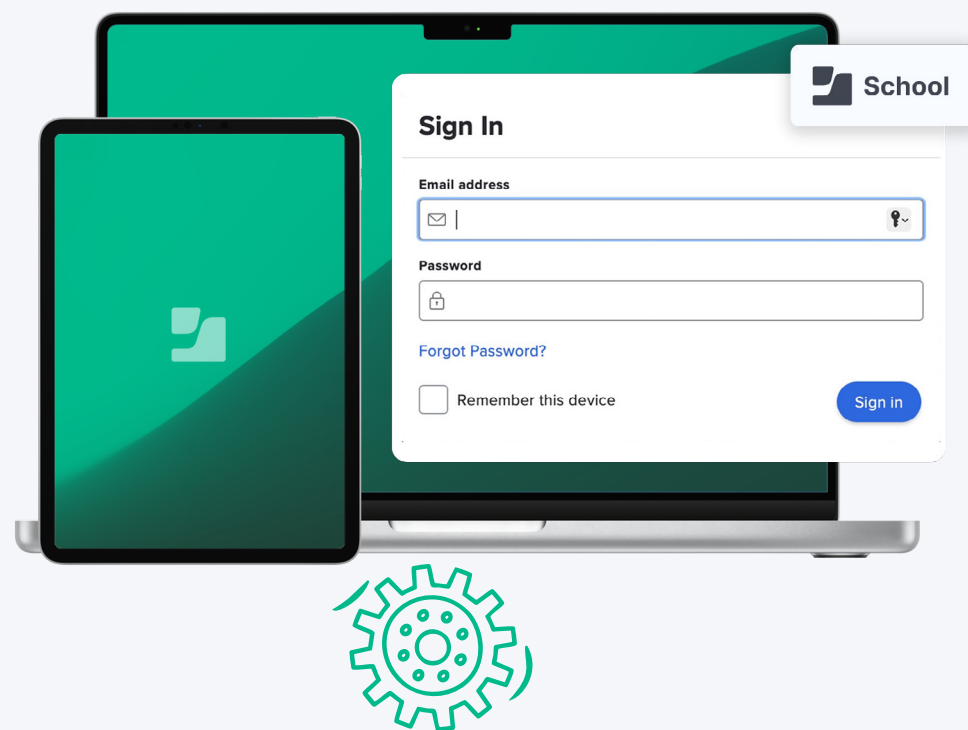 School
Sign In
Email address
Password
Forgot Password?
Remember this device
Sign in